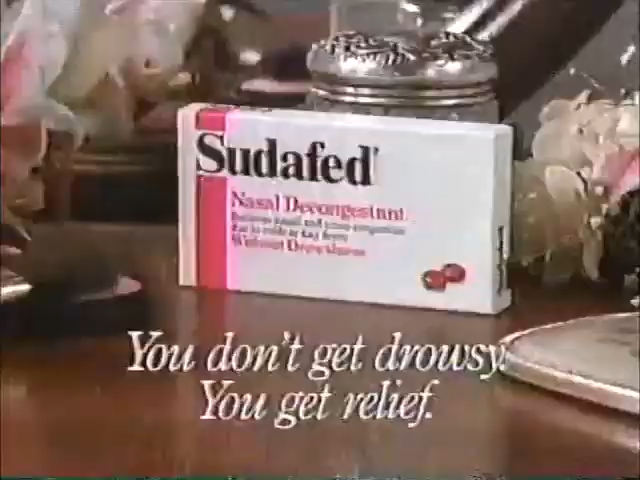 Sudafed
Nasal Decongestant
Without Drowsiness
You don't get drowsy.
You get relief.